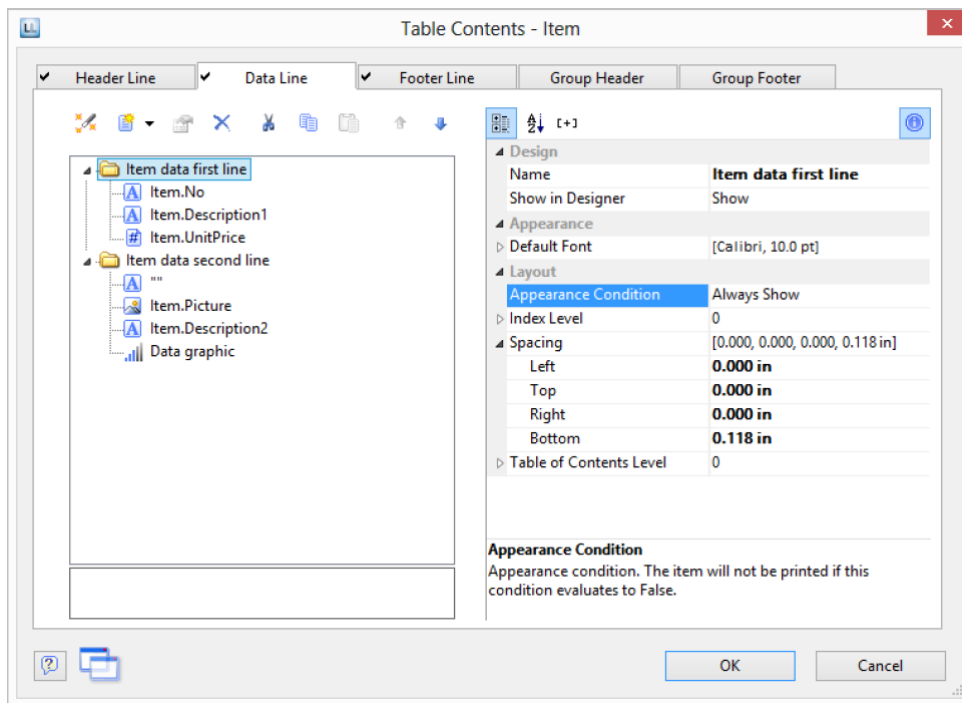 LL Table Contents - Item
Header Line Data Line Footer Line Group Header Group Footer
A Z [+]
Item data first line
A Item.No
A Item.Description1
# Item.UnitPrice
Item data second line
A ""
Item.Picture
A Item.Description2
Data graphic
Design
Name Item data first line
Show in Designer Show
Appearance
Default Font [Calibri, 10.0 pt]
Layout
Appearance Condition Always Show
Index Level 0
Spacing [0.000, 0.000, 0.000, 0.118 in]
Left 0.000 in
Top 0.000 in
Right 0.000 in
Bottom 0.118 in
Table of Contents Level 0
Appearance Condition
Appearance condition. The item will not be printed if this
condition evaluates to False.
? OK Cancel